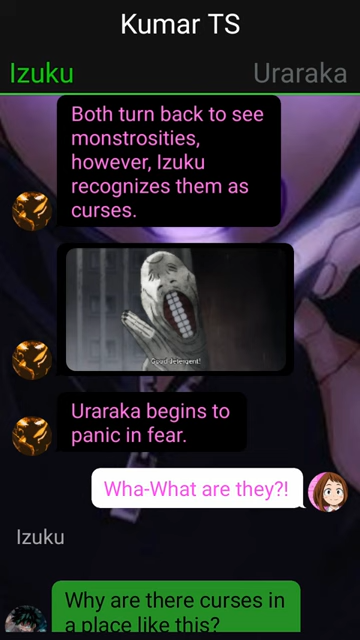 Kumar TS
Izuku
Uraraka
Both turn back to see
monstrosities,
however, Izuku
recognizes them as
curses.
Good detergent!
Uraraka begins to
panic in fear.
Wha-What are they?!
Izuku
Why are there curses in
a place like this?